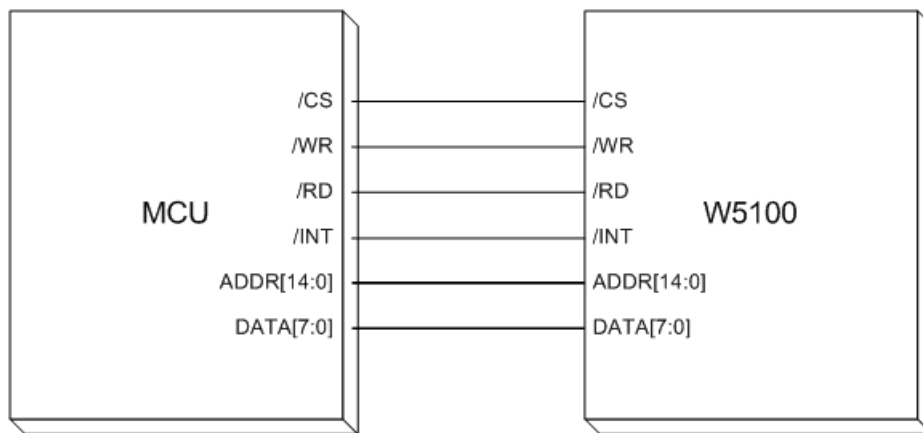 /CS
/WR
/RD
MCU
/INT
ADDR[14:0]
DATA[7:0]
/CS
/WR
/RD
W5100
/INT
ADDR[14:0]
DATA[7:0]